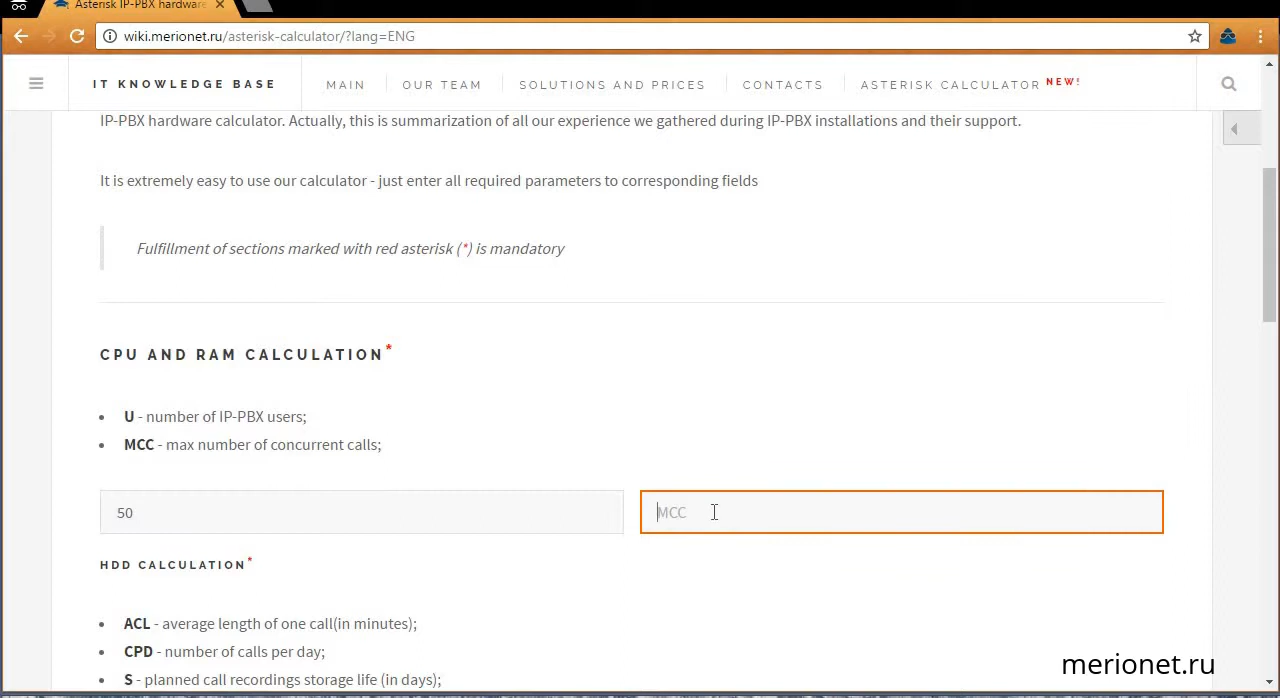 Asterisk IP-PBX hardware
wiki.merionet.ru/asterisk-calculator/?lang=ENG
IT KNOWLEDGE BASE
MAIN
OUR TEAM
SOLUTIONS AND PRICES
CONTACTS
ASTERISK CALCULATOR NEW!
IP-PBX hardware calculator. Actually, this is summarization of all our experience we gathered during IP-PBX installations and their support.
It is extremely easy to use our calculator - just enter all required parameters to corresponding fields
Fulfillment of sections marked with red asterisk (*) is mandatory
CPU AND RAM CALCULATION*
• U - number of IP-PBX users;
• MCC - max number of concurrent calls;
50
MCC
HDD CALCULATION*
• ACL - average length of one call(in minutes);
• CPD - number of calls per day;
• S - planned call recordings storage life (in days);
merionet.ru